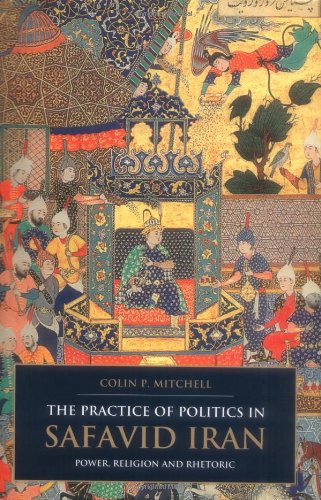 COLIN P. MITCHELL
THE PRACTICE OF POLITICS IN
SAFAVID IRAN
POWER, RELIGION AND RHETORIC